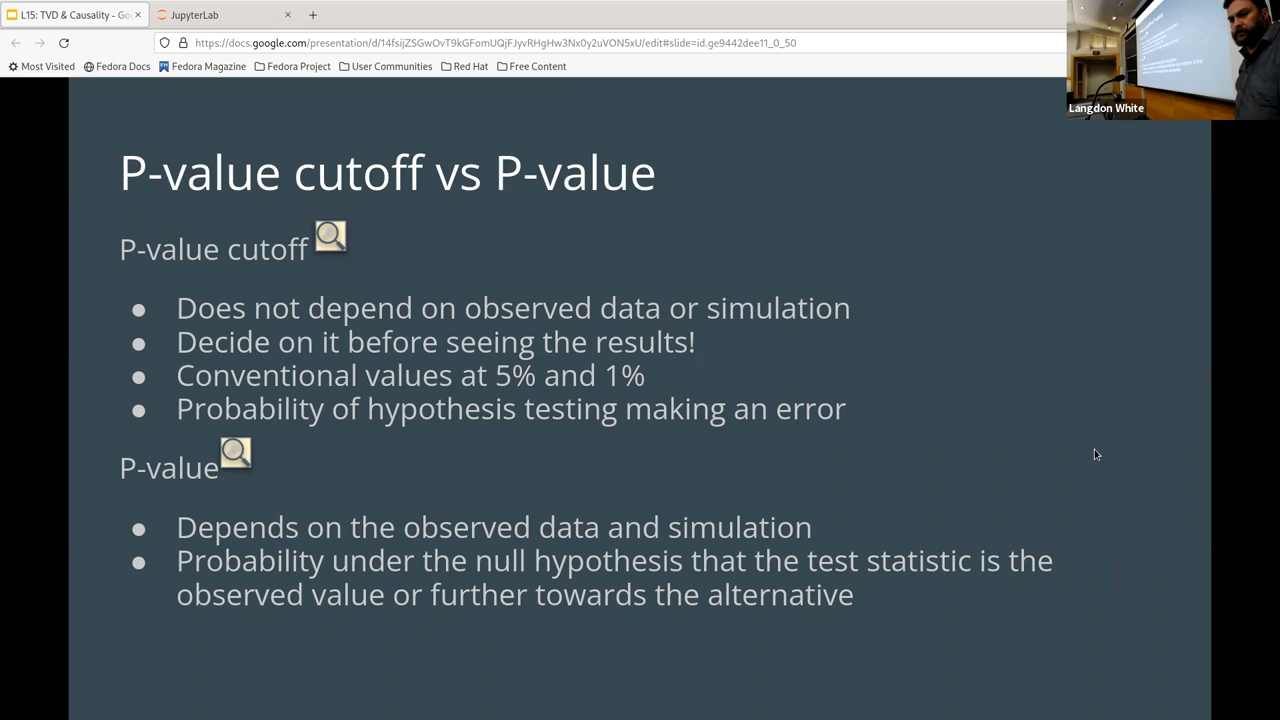 L15: TVD & Causality - Go
JupyterLab
https://docs.google.com/presentation/d/14fsijZSGwOvT9kGFomUQjFJyvRHgHw3Nx0y2uVON5xU/edit#slide=id.ge9442dee11_0_50
Most Visited Fedora Docs Fedora Magazine Fedora Project User Communities Red Hat Free Content
Langdon White
P-value cutoff vs P-value
P-value cutoff
● Does not depend on observed data or simulation
● Decide on it before seeing the results!
● Conventional values at 5% and 1%
● Probability of hypothesis testing making an error
P-value
● Depends on the observed data and simulation
● Probability under the null hypothesis that the test statistic is the
observed value or further towards the alternative